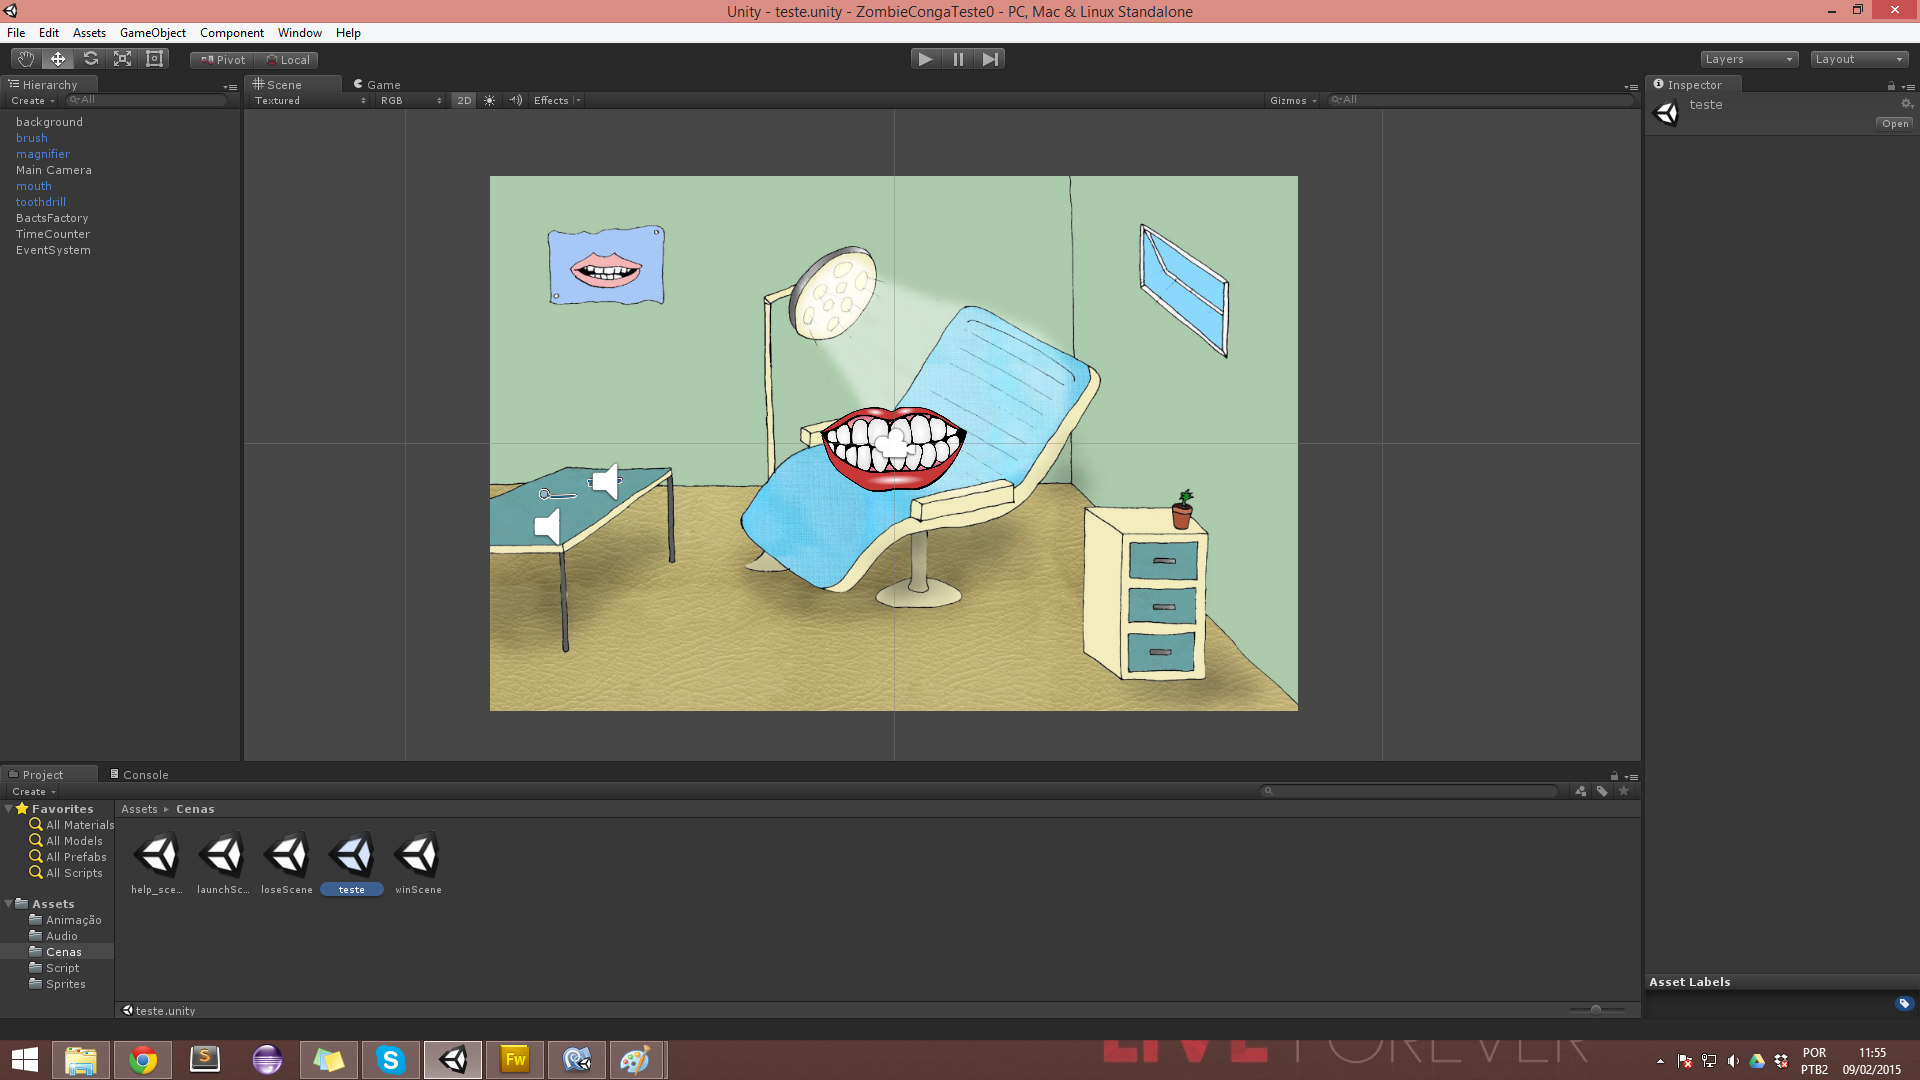 Unity - teste.unity - ZombieCongaTeste0 - PC, Mac & Linux Standalone
File Edit Assets GameObject Component Window Help
Pivot Local Layers Layout
Hierarchy Scene Game Inspector
Create All Textured RGB 2D Effects Gizmos All teste
Open
background
brush
magnifier
Main Camera
mouth
toothdrill
BactsFactory
TimeCounter
EventSystem
Project Console
Create
Favorites
All Materials
All Models
All Prefabs
All Scripts
Assets
Animação
Audio
Cenas
Script
Sprites
Assets Cenas
help_sce... launchSc... loseScene teste winScene
teste.unity
Asset Labels
S S Fw
LIVE FOREVER
POR
PTB2
11:55
09/02/2015